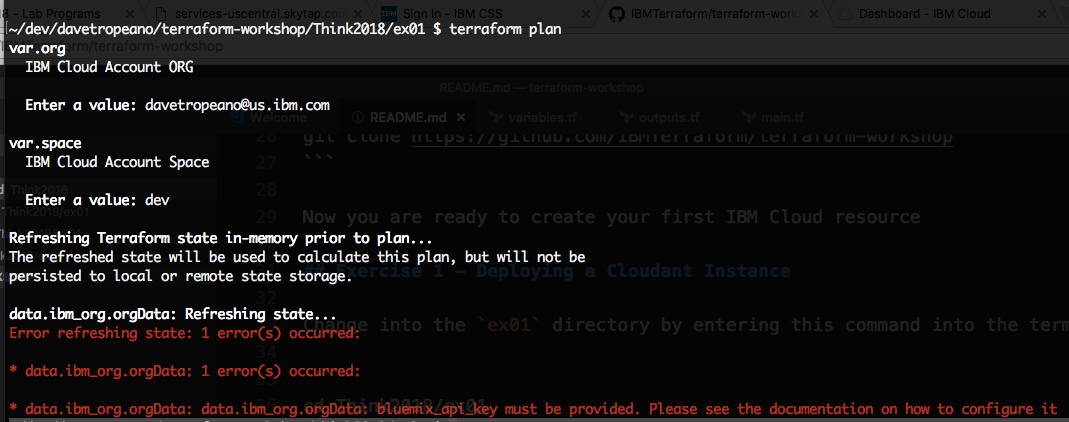 8 - Lab Programs
services-uscentral.skytap.com
Sign In - IBM CSS
IBMTerraform/terraform-workshop
Dashboard - IBM Cloud
~/dev/davetropeano/terraform-workshop/Think2018/ex01 $ terraform plan
var.org
IBM Cloud Account ORG
README.md — terraform-workshop
Enter a value: davetropeano@us.ibm.com
Welcome
README.md
variables.tf
outputs.tf
main.tf
26 git clone https://github.com/IBMTerraform/terraform-workshop
var.space
27 ```
IBM Cloud Account Space
28
Enter a value: dev
29 Now you are ready to create your first IBM Cloud resource
Refreshing Terraform state in-memory prior to plan...
The refreshed state will be used to calculate this plan, but will not be
Exercise 1 - Deploying a Cloudant Instance
persisted to local or remote state storage.
32
data.ibm_org.orgData: Refreshing state...
Change into the `ex01` directory by entering this command into the term
Error refreshing state: 1 error(s) occurred:
34
* data.ibm_org.orgData: 1 error(s) occurred:
cd Think2018/ex01
* data.ibm_org.orgData: data.ibm_org.orgData: bluemix_api_key must be provided. Please see the documentation on how to configure it